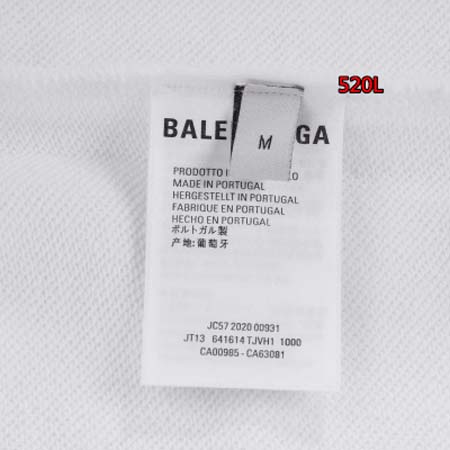 520L
BALE GA
M
PRODOTTO
MADE IN PORTUGAL
HERGESTELLT IN PORTUGAL
FABRIQUE EN PORTUGAL
HECHO EN PORTUGAL
ポルトガル製
产地:葡萄牙
JC57 2020 00931
JT13 641614 TJVH1 1000
CA00985 - CA63081